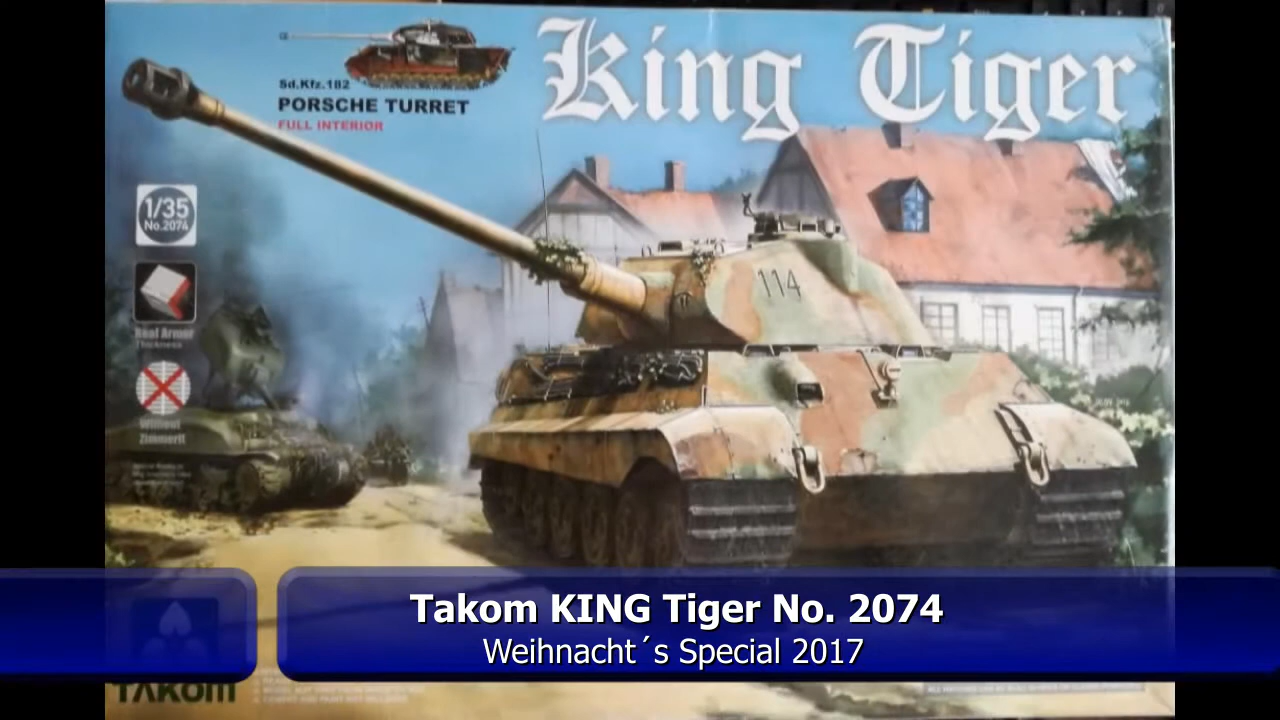 King Tiger
Sd.Kfz.182
PORSCHE TURRET
FULL INTERIOR
1/35
No.2074
Real Armor
Thickness
Without
Zimmerit
114
Takom KING Tiger No. 2074
Weihnacht´s Special 2017
Takom